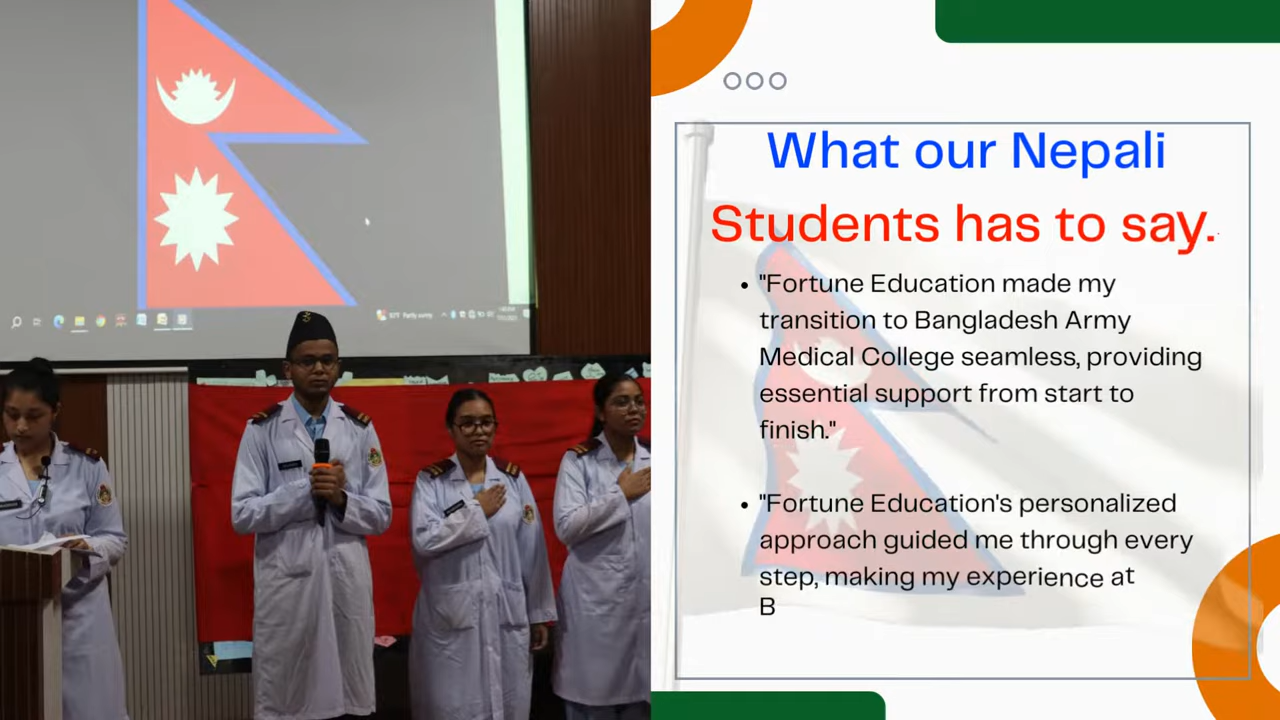 Partly sunny
What our Nepali
Students has to say.
• "Fortune Education made my
transition to Bangladesh Army
Medical College seamless, providing
essential support from start to
finish."
• "Fortune Education's personalized
approach guided me through every
step, making my experience at
B